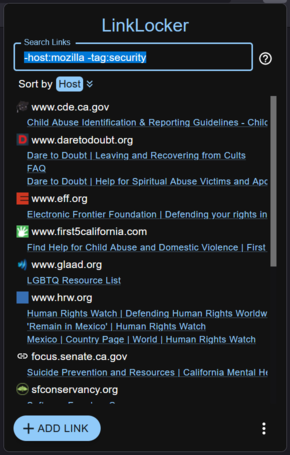 LinkLocker
Search Links
-host:mozilla -tag:security
Sort by Host
www.cde.ca.gov
Child Abuse Identification & Reporting Guidelines - Chilc
www.daretodoubt.org
Dare to Doubt | Leaving and Recovering from Cults
FAQ
Dare to Doubt | Help for Spiritual Abuse Victims and Apo
www.eff.org
Electronic Frontier Foundation | Defending your rights in
www.first5california.com
Find Help for Child Abuse and Domestic Violence | First
www.glaad.org
LGBTQ Resource List
www.hrw.org
Human Rights Watch | Defending Human Rights Worldw
'Remain in Mexico' | Human Rights Watch
Mexico | Country Page | World | Human Rights Watch
focus.senate.ca.gov
Suicide Prevention and Resources | California Mental He
sfconservancy.org
+ ADD LINK